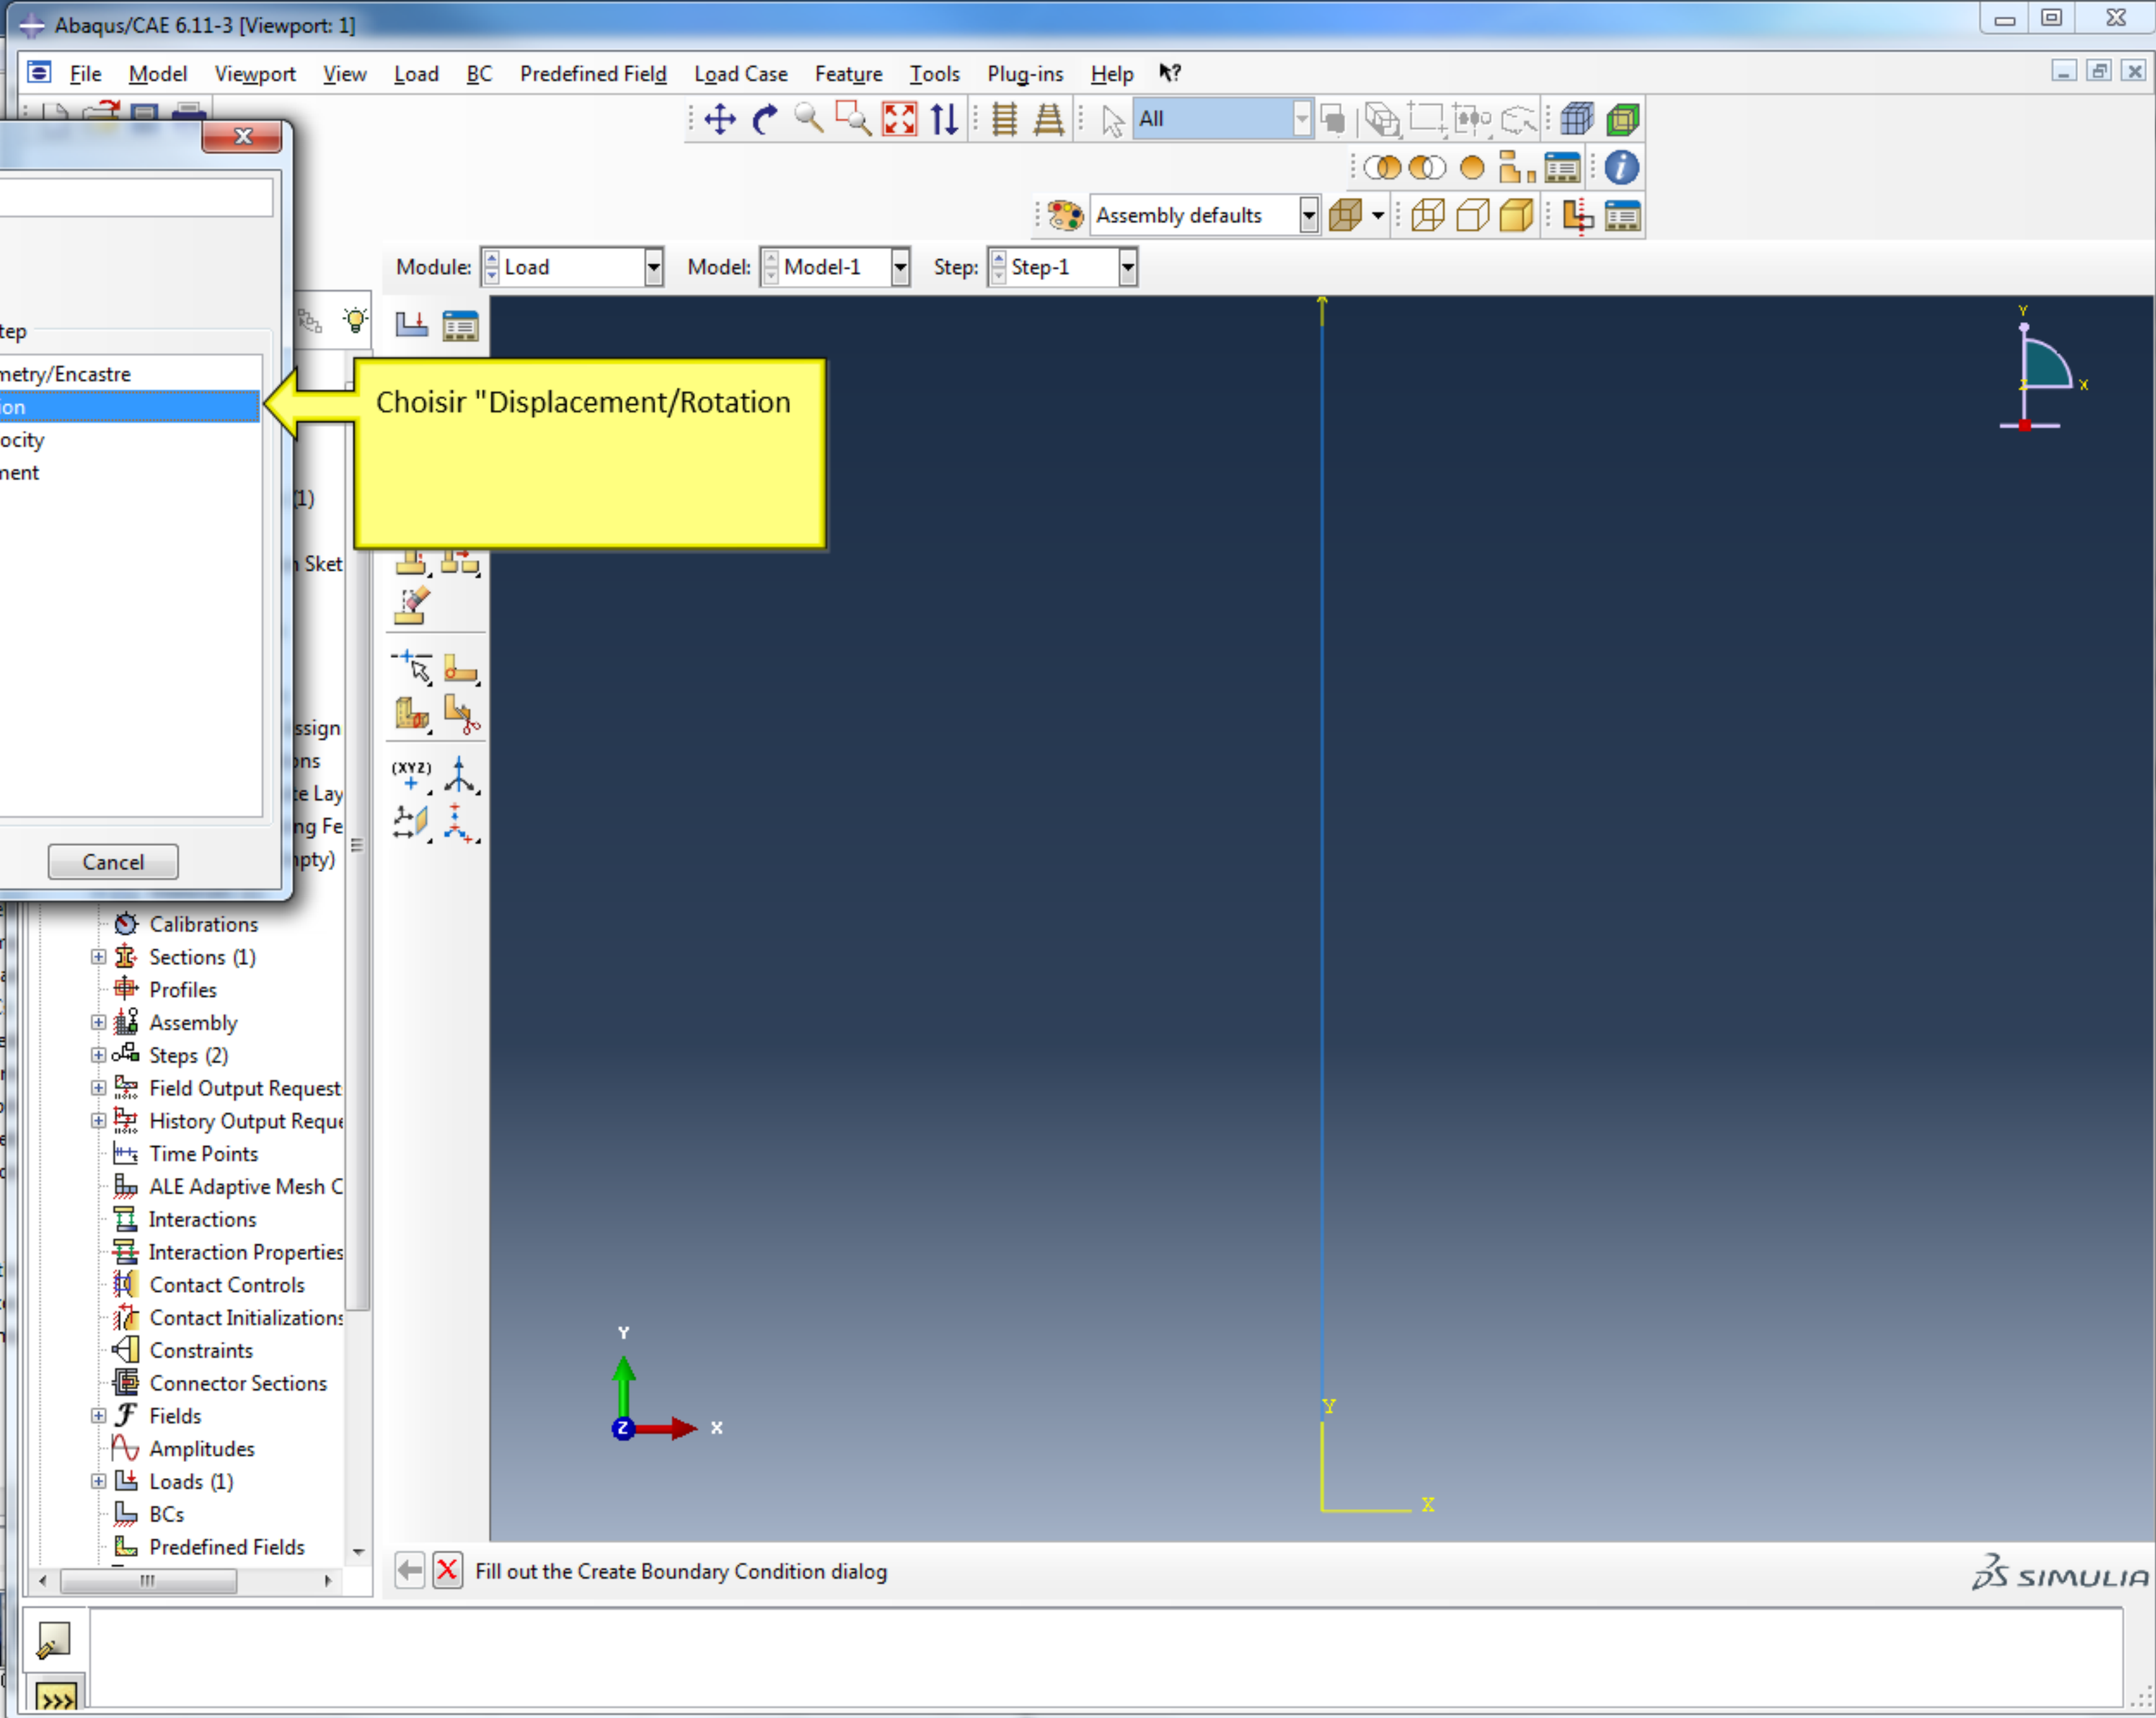 Abaqus/CAE 6.11-3 [Viewport: 1]
File Model Viewport View Load BC Predefined Field Load Case Feature Tools Plug-ins Help
All
Assembly defaults
Module: Load Model: Model-1 Step: Step-1
tep
metry/Encastre
ion
ocity
ment
Cancel
Choisir "Displacement/Rotation
(1)
n Sket
ssign
ons
te Lay
ng Fe
npty)
(XYZ)
Calibrations
Sections (1)
Profiles
Assembly
Steps (2)
Field Output Request
History Output Reque
Time Points
ALE Adaptive Mesh C
Interactions
Interaction Properties
Contact Controls
Contact Initializations
Constraints
Connector Sections
Fields
Amplitudes
Loads (1)
BCs
Predefined Fields
Y
X
Z
Y
Z
X
Y
X
Fill out the Create Boundary Condition dialog
SIMULIA
>>>